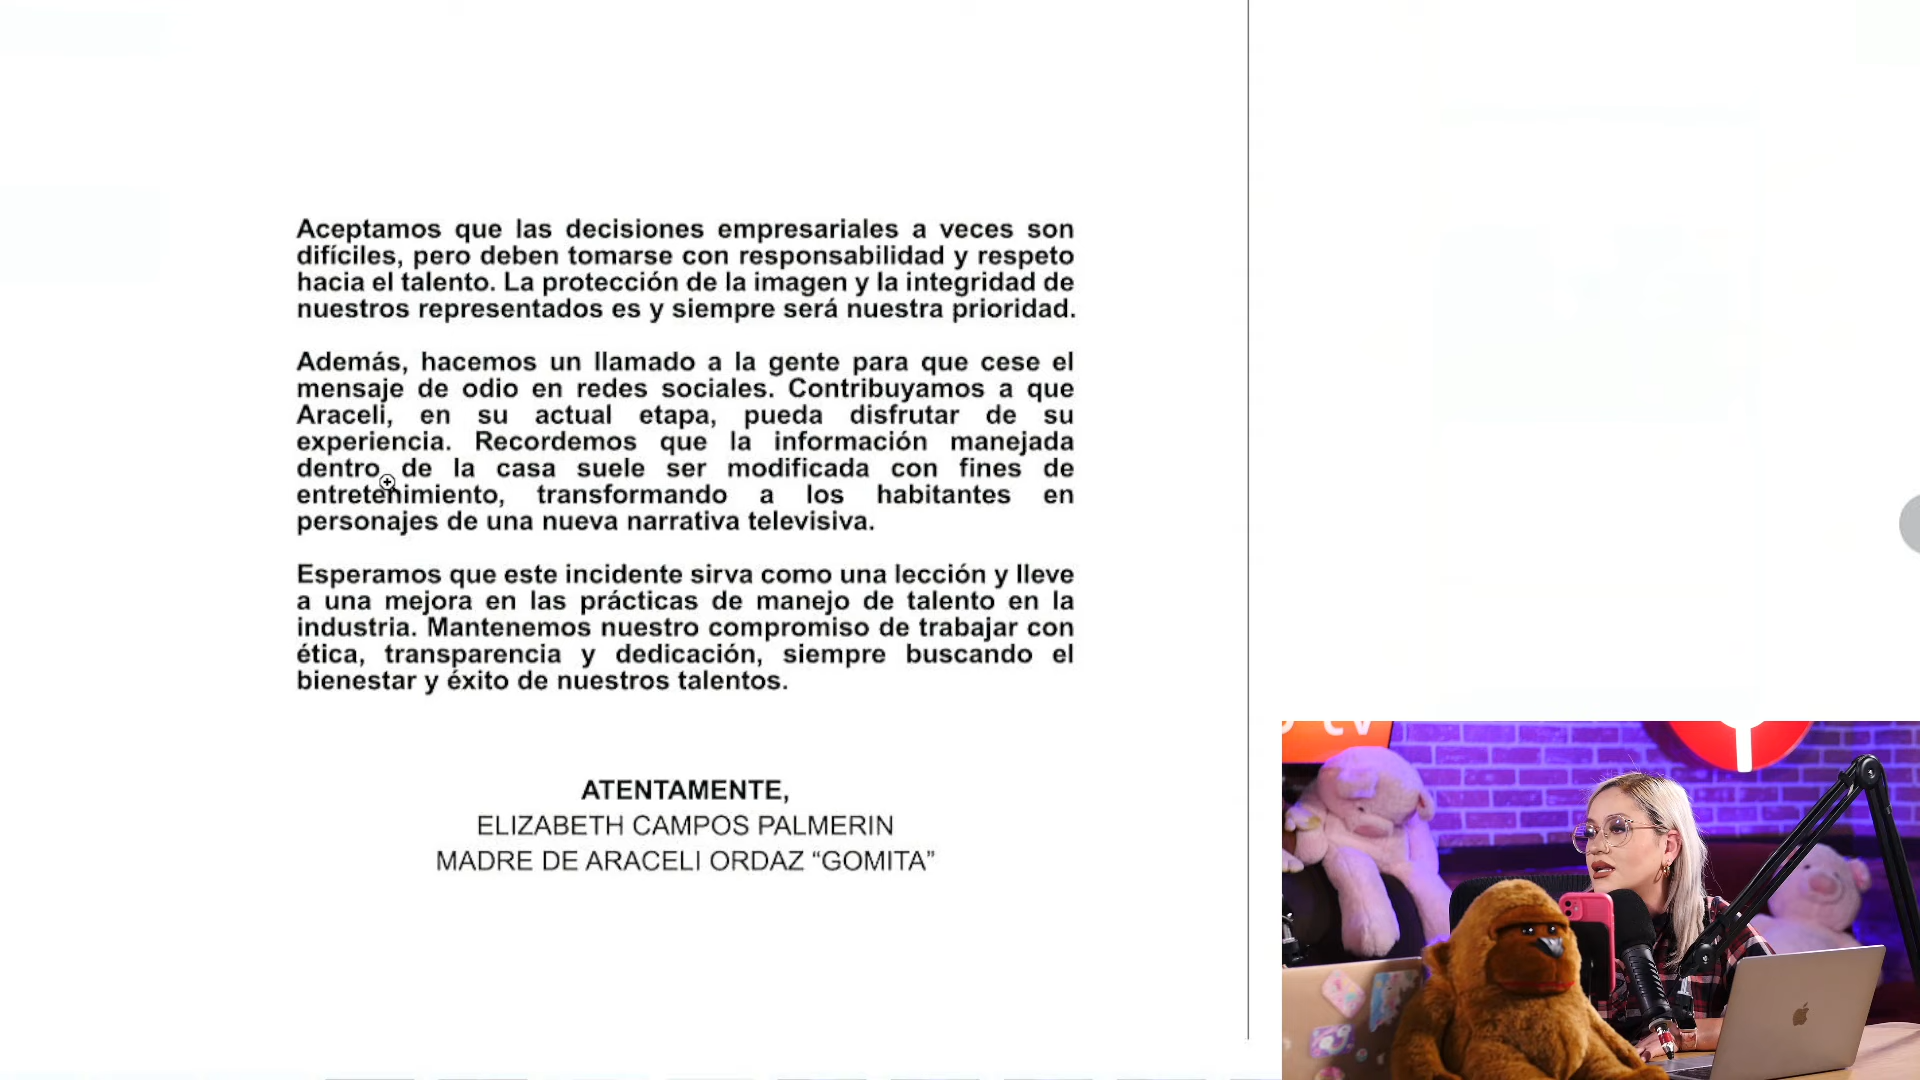 Aceptamos que las decisiones empresariales a veces son
difíciles, pero deben tomarse con responsabilidad y respeto
hacia el talento. La protección de la imagen y la integridad de
nuestros representados es y siempre será nuestra prioridad.
Además, hacemos un llamado a la gente para que cese el
mensaje de odio en redes sociales. Contribuyamos a que
Araceli, en su actual etapa, pueda disfrutar de su
experiencia. Recordemos que la información manejada
dentro de la casa suele ser modificada con fines de
entretenimiento, transformando a los habitantes en
personajes de una nueva narrativa televisiva.
Esperamos que este incidente sirva como una lección y lleve
a una mejora en las prácticas de manejo de talento en la
industria. Mantenemos nuestro compromiso de trabajar con
ética, transparencia y dedicación, siempre buscando el
bienestar y éxito de nuestros talentos.
ATENTAMENTE,
ELIZABETH CAMPOS PALMERIN
MADRE DE ARACELI ORDAZ “GOMITA”
tv